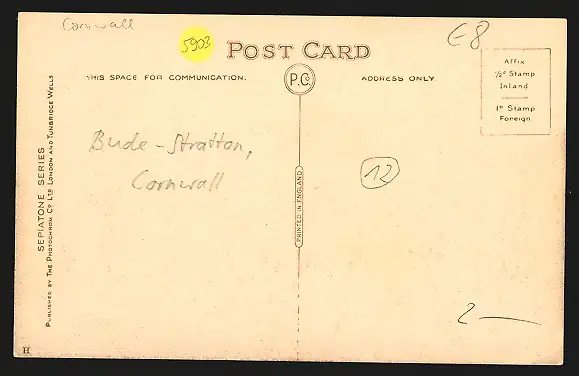 Cornwall
5903
E8
POST CARD
THIS SPACE FOR COMMUNICATION.
P.Co
ADDRESS ONLY.
Affix
½d Stamp
Inland
1d Stamp
Foreign
Bude-Stratton,
Cornwall
12
PRINTED IN ENGLAND
SEPIATONE SERIES
PUBLISHED BY THE PHOTOCHROM CO LTD LONDON AND TUNBRIDGE WELLS
2 —
H